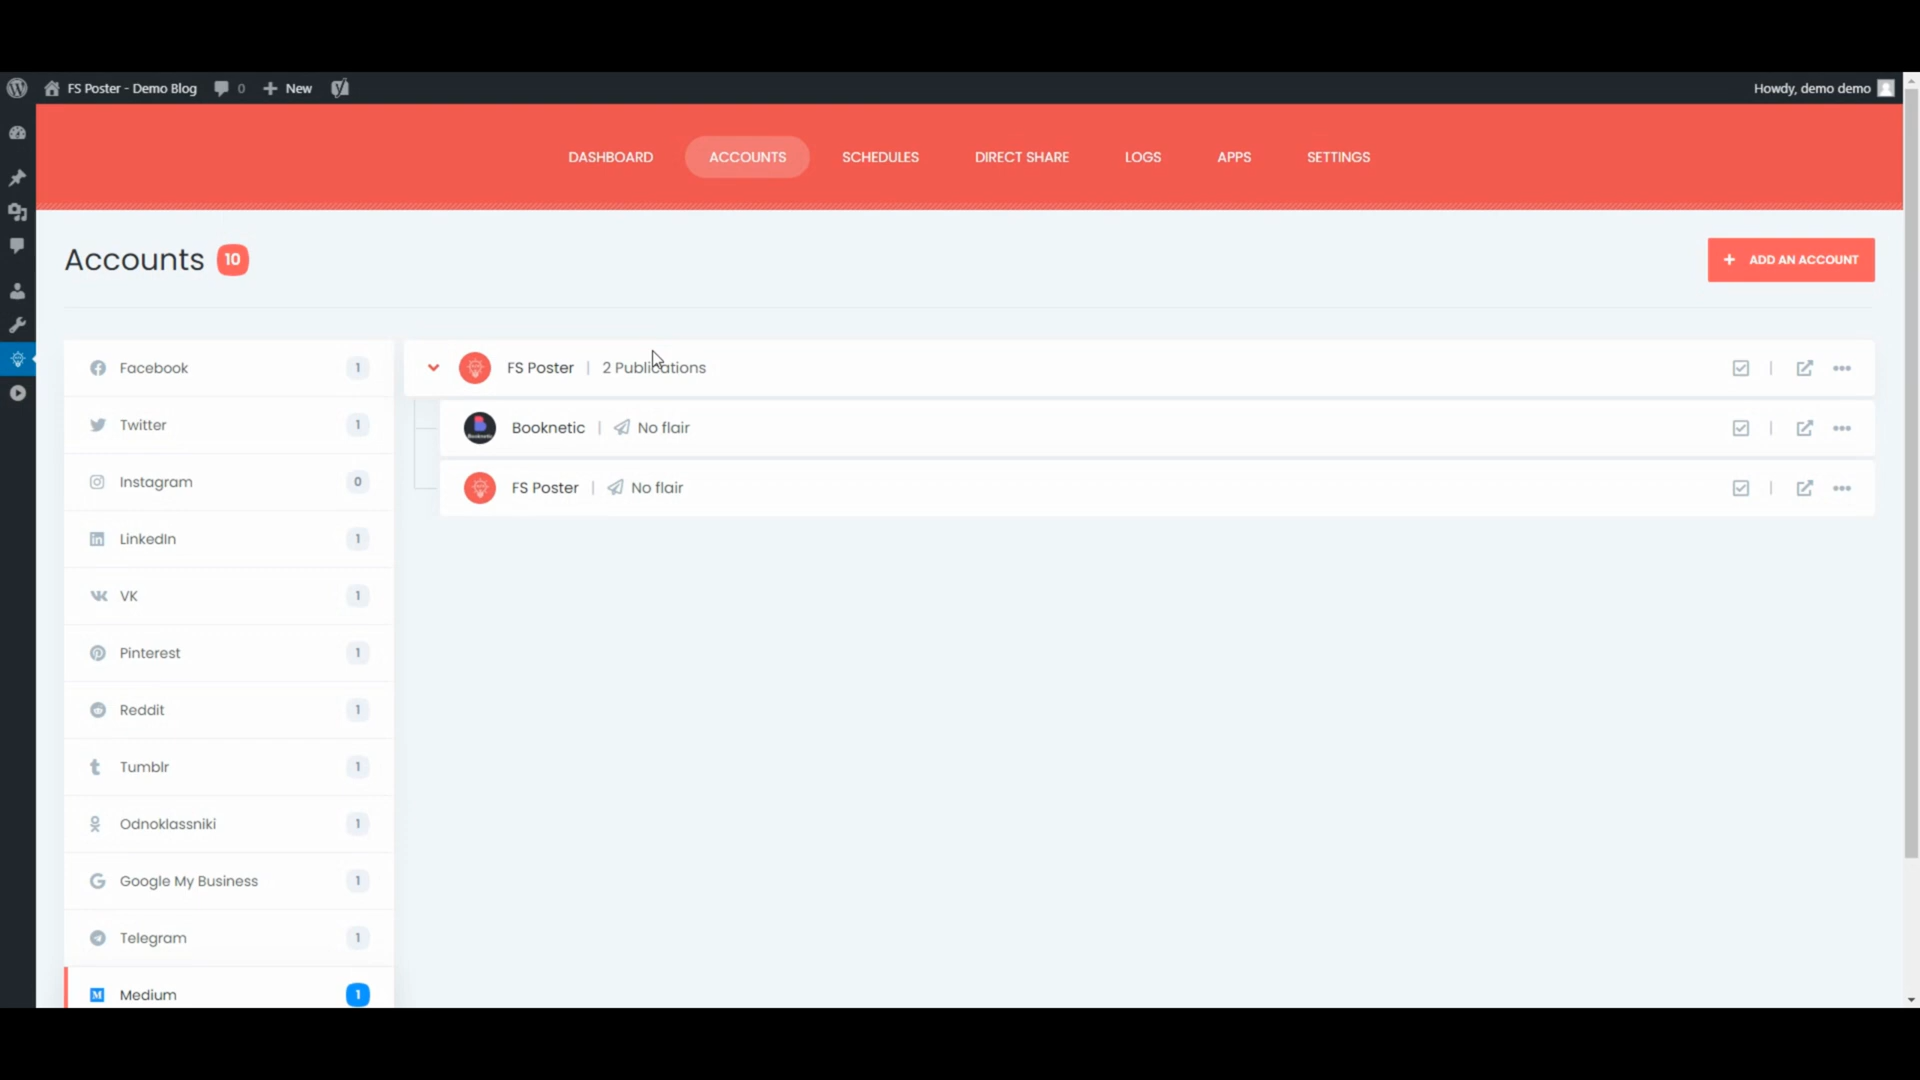 FS Poster - Demo Blog 0 New Howdy, demo demo
DASHBOARD ACCOUNTS SCHEDULES DIRECT SHARE LOGS APPS SETTINGS
Accounts 10 ADD AN ACCOUNT
Facebook 1
Twitter 1
Instagram 0
LinkedIn 1
VK 1
Pinterest 1
Reddit 1
Tumblr 1
Odnoklassniki 1
Google My Business 1
Telegram 1
Medium 1
FS Poster | 2 Publications
Booknetic | No flair
FS Poster | No flair